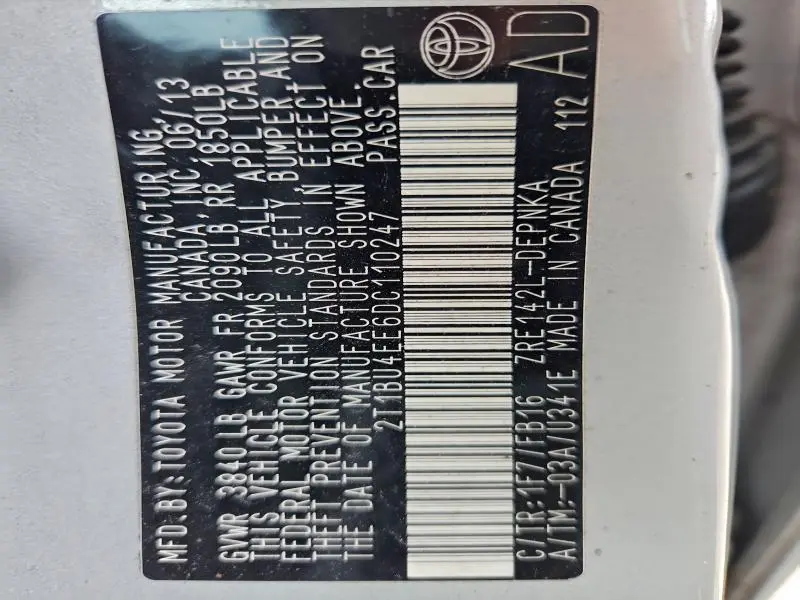 MFD.BY:TOYOTA MOTOR MANUFACTURING,
CANADA, INC. 06/13
GVWR 3840LB GAWR FR 2090LB RR 1850LB
THIS VEHICLE CONFORMS TO ALL APPLICABLE
FEDERAL MOTOR VEHICLE SAFETY, BUMPER, AND
THEFT PREVENTION STANDARDS IN EFFECT ON
THE DATE OF MANUFACTURE SHOWN ABOVE.
2T1BU4EE6DC110247 PASS.CAR
C/TR:1F7/FB16 ZRE142L-DEPNKA
A/TM:-03A/U341E MADE IN CANADA 112
AD